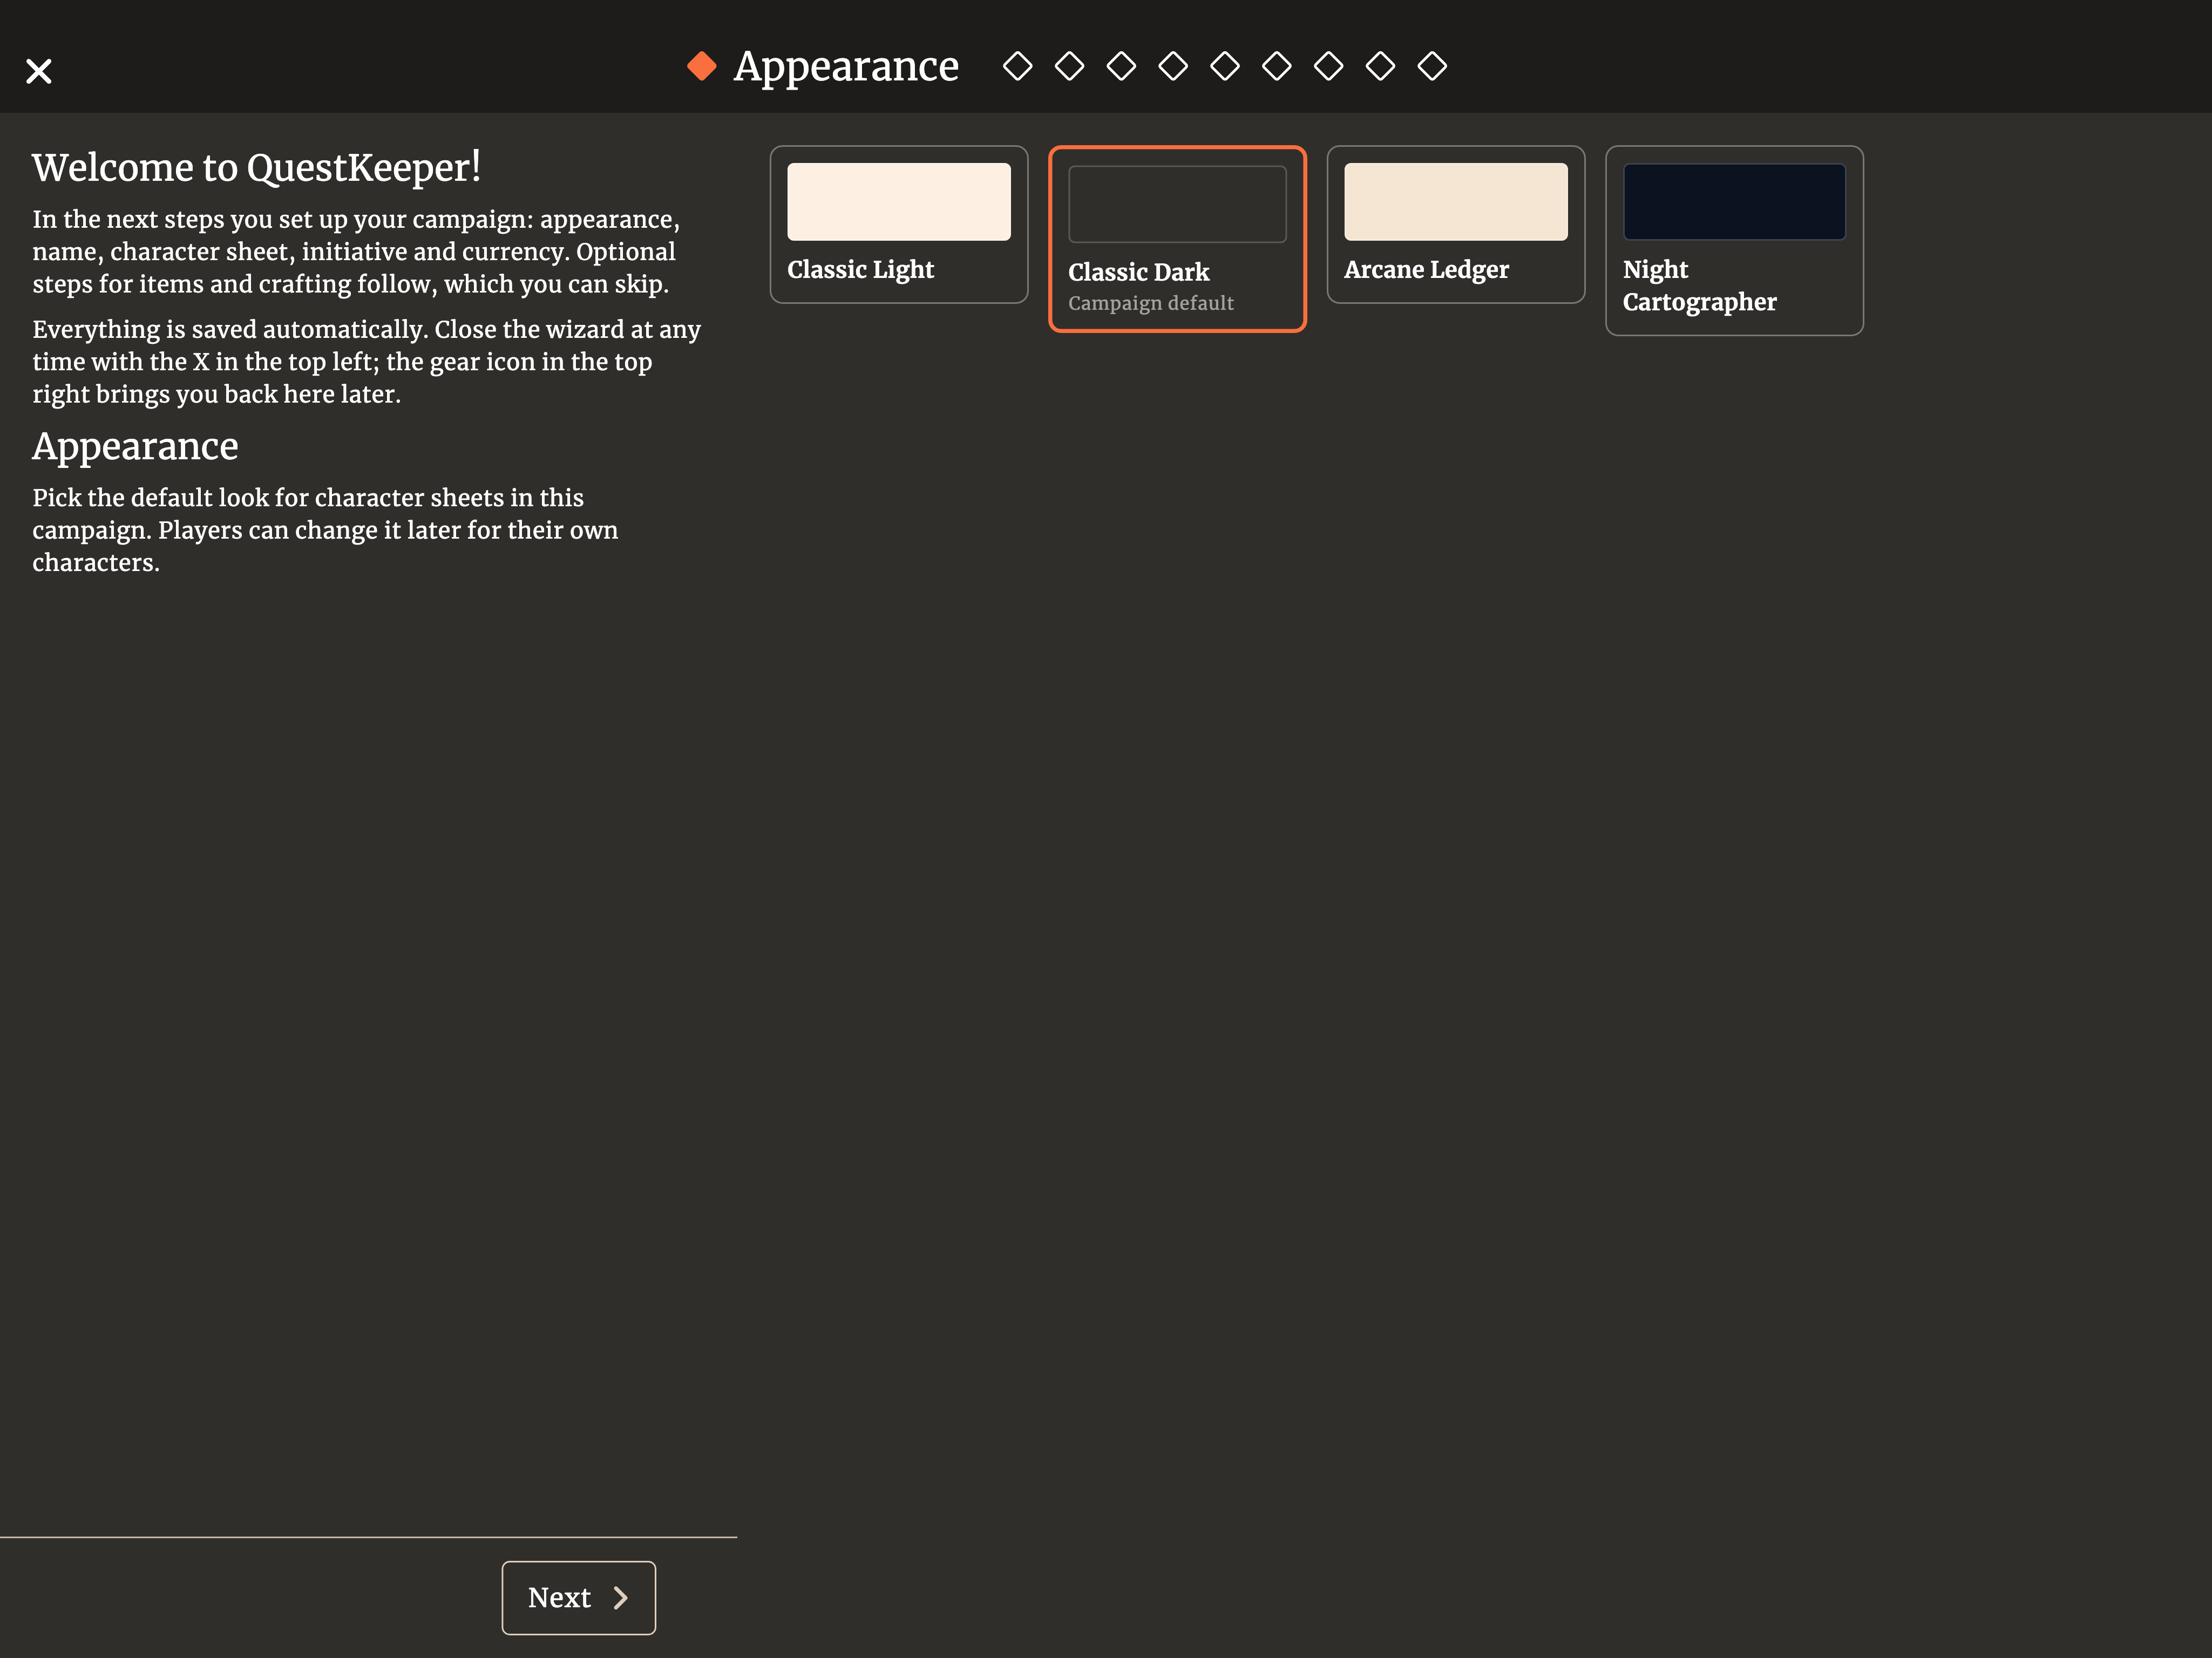 Appearance
Welcome to QuestKeeper!
In the next steps you set up your campaign: appearance,
name, character sheet, initiative and currency. Optional
steps for items and crafting follow, which you can skip.
Everything is saved automatically. Close the wizard at any
time with the X in the top left; the gear icon in the top
right brings you back here later.
Appearance
Pick the default look for character sheets in this
campaign. Players can change it later for their own
characters.
Classic Light
Classic Dark
Campaign default
Arcane Ledger
Night
Cartographer
Next